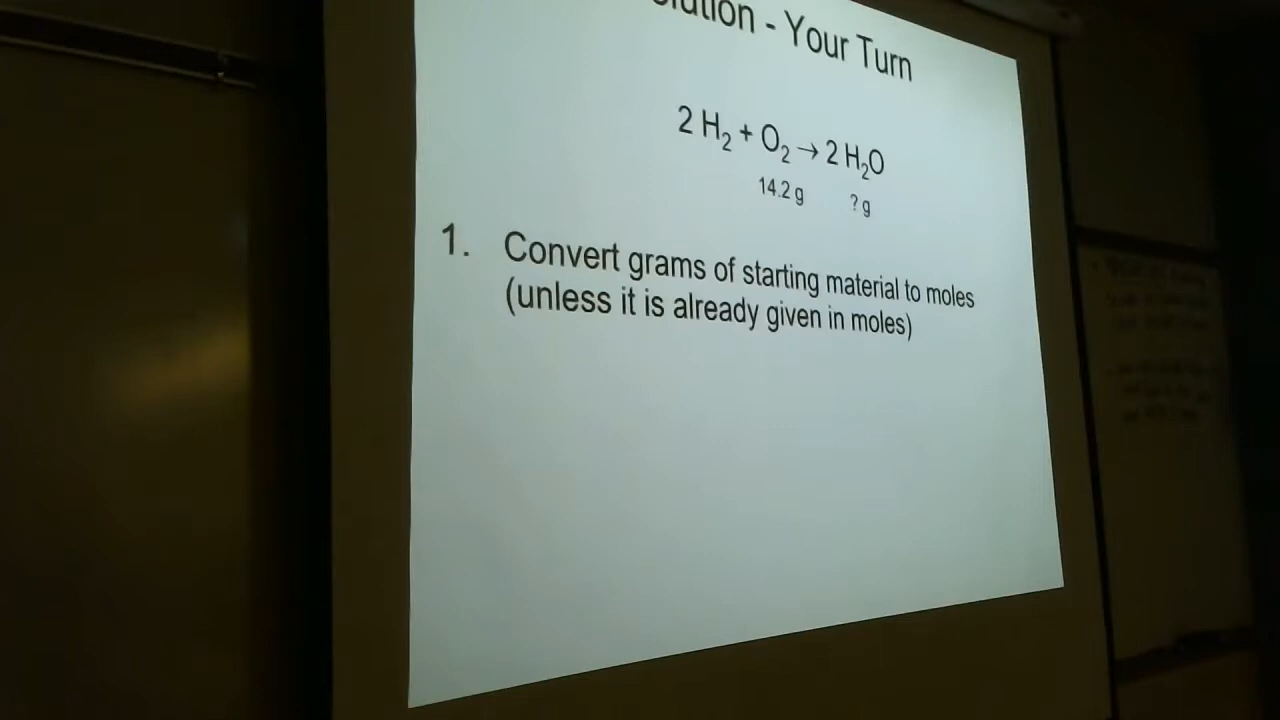 olution - Your Turn
2 H₂ + O₂ → 2 H₂O
14.2 g ? g
1. Convert grams of starting material to moles
(unless it is already given in moles)